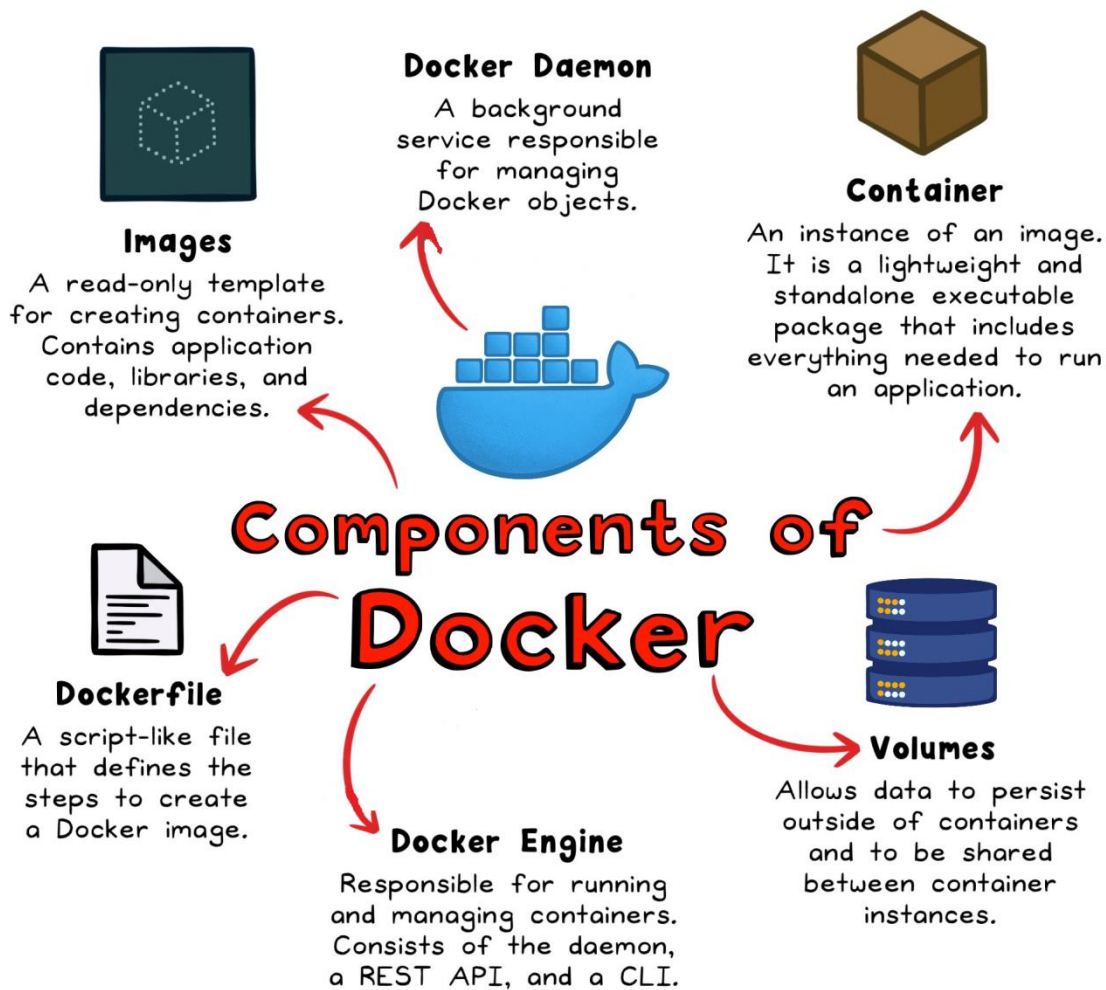 Docker Daemon
A background
service responsible
for managing
Docker objects.
Images
A read-only template
for creating containers.
Contains application
code, libraries, and
dependencies.
Container
An instance of an image.
It is a lightweight and
standalone executable
package that includes
everything needed to run
an application.
Components of
Docker
Dockerfile
A script-like file
that defines the
steps to create
a Docker image.
Docker Engine
Responsible for running
and managing containers.
Consists of the daemon,
a REST API, and a CLI.
Volumes
Allows data to persist
outside of containers
and to be shared
between container
instances.